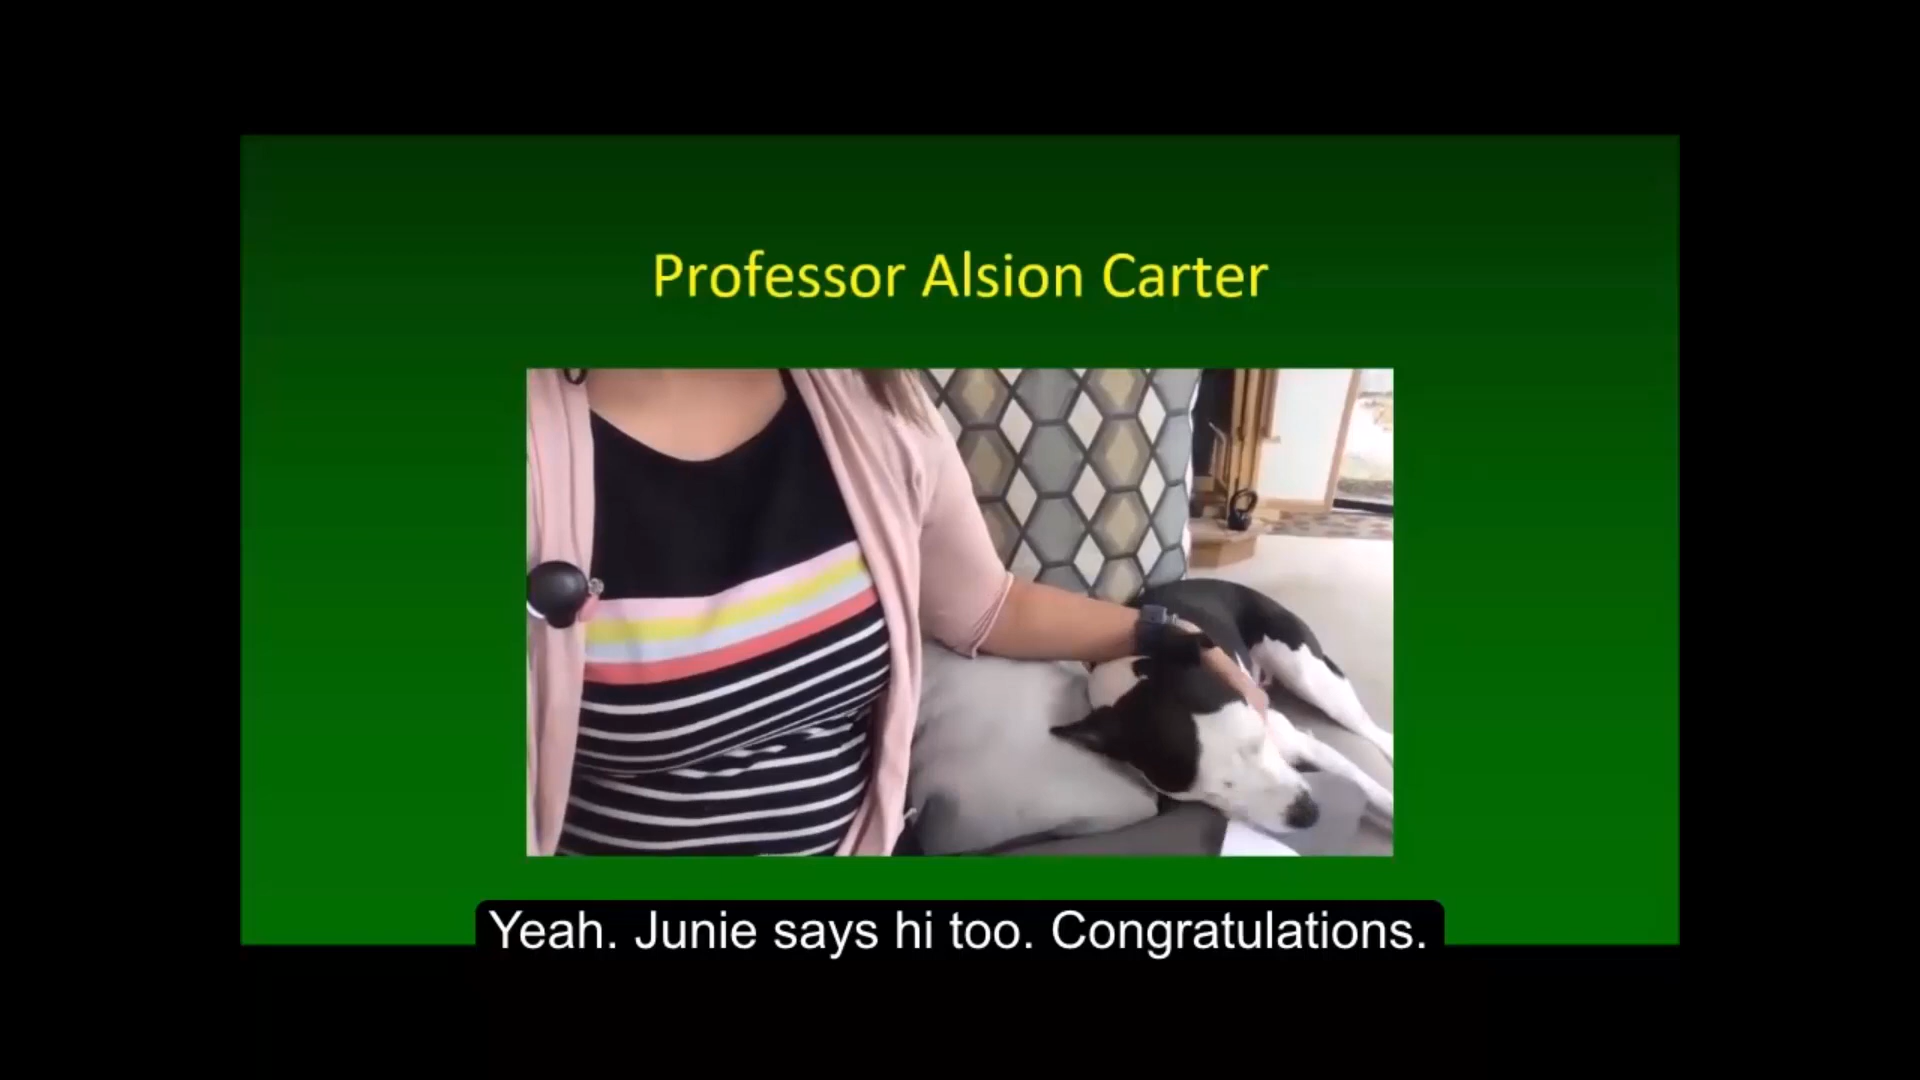 Professor Alsion Carter
Yeah. Junie says hi too. Congratulations.